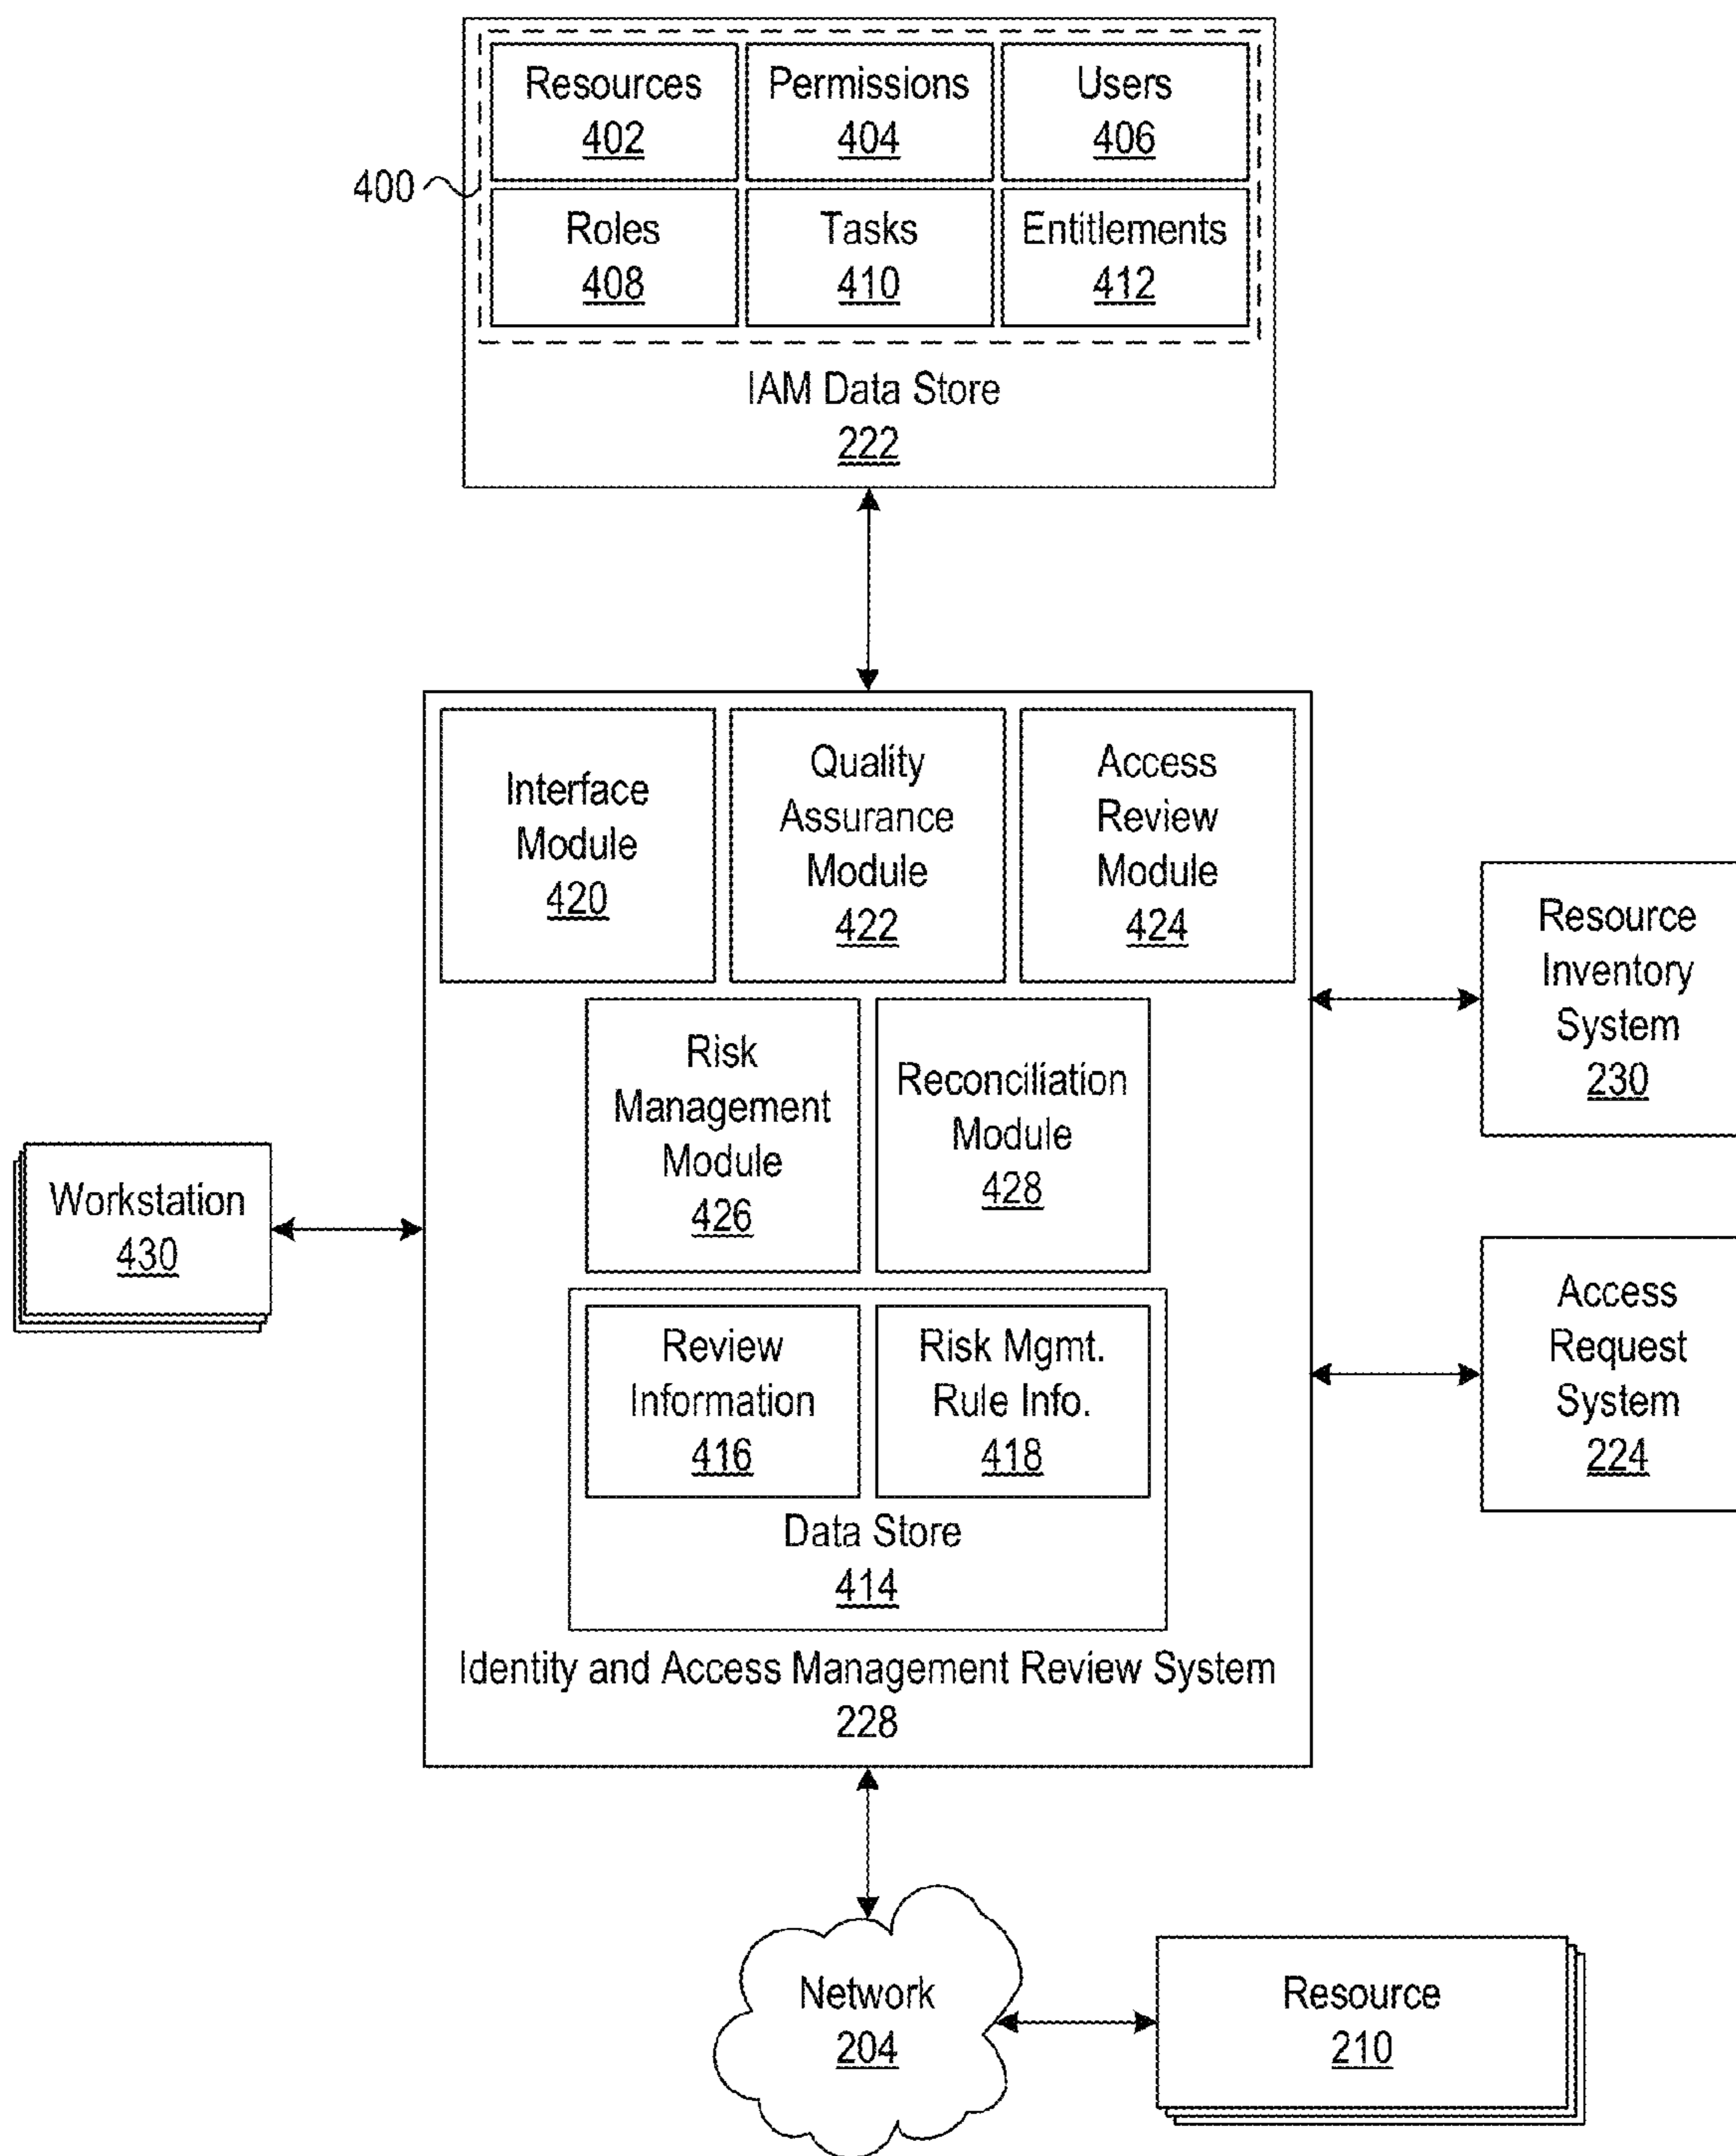 Resources
402
Permissions
404
Users
406
400
Roles
408
Tasks
410
Entitlements
412
IAM Data Store
222
Interface
Module
420
Quality
Assurance
Module
422
Access
Review
Module
424
Resource
Inventory
System
230
Risk
Management
Module
426
Reconciliation
Module
428
Workstation
430
Access
Request
System
224
Review
Information
416
Risk Mgmt.
Rule Info.
418
Data Store
414
Identity and Access Management Review System
228
Network
204
Resource
210